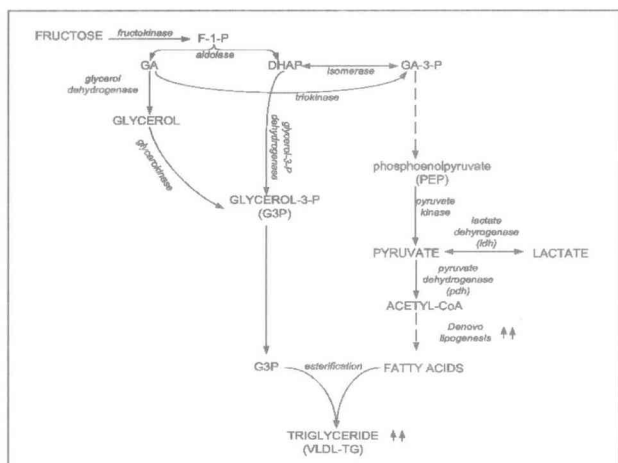 FRUCTOSE fructokinase F-1-P
aldolase
GA DHAP isomerase GA-3-P
glycerol
dehydrogenase
triokinase
GLYCEROL
glycerol-3-P
dehydrogenase
glycerokinase
phosphoenolpyruvate
(PEP)
GLYCEROL-3-P
(G3P)
pyruvate
kinase
lactate
dehyrogenase
(ldh)
PYRUVATE LACTATE
pyruvate
dehydrogenase
(pdh)
ACETYL-CoA
Denovo
lipogenesis
G3P esterification FATTY ACIDS
TRIGLYCERIDE
(VLDL-TG)